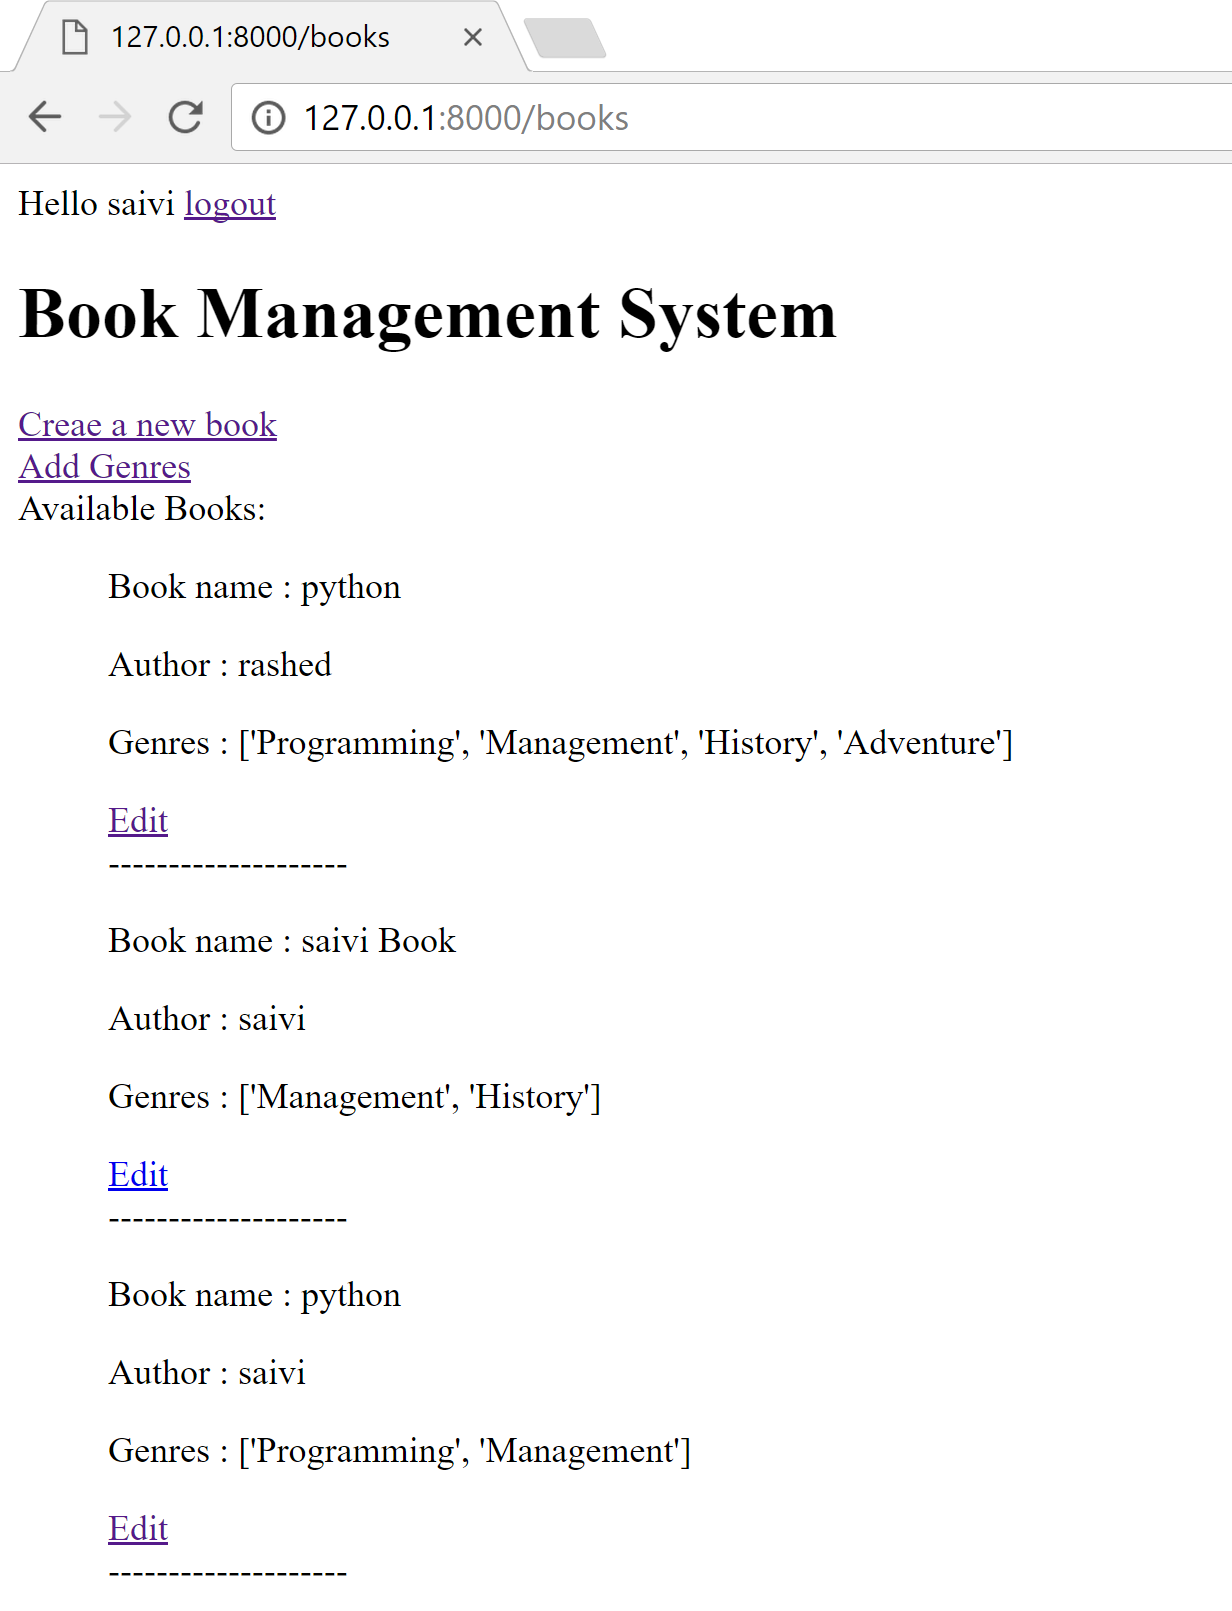 127.0.0.1:8000/books
127.0.0.1:8000/books
Hello saivi logout
Book Management System
Creae a new book
Add Genres
Available Books:
Book name : python
Author : rashed
Genres : ['Programming', 'Management', 'History', 'Adventure']
Edit
--------------------
Book name : saivi Book
Author : saivi
Genres : ['Management', 'History']
Edit
--------------------
Book name : python
Author : saivi
Genres : ['Programming', 'Management']
Edit
--------------------